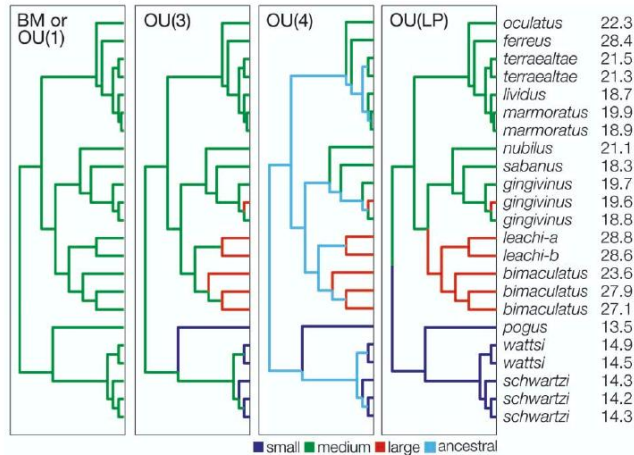 BM or
OU(1)
OU(3)
OU(4)
OU(LP)
oculatus 22.3
ferreus 28.4
terraealtae 21.5
terraealtae 21.3
lividus 18.7
marmoratus 19.9
marmoratus 18.9
nubilus 21.1
sabanus 18.3
gingivinus 19.7
gingivinus 19.6
gingivinus 18.8
leachi-a 28.8
leachi-b 28.6
bimaculatus 23.6
bimaculatus 27.9
bimaculatus 27.1
pogus 13.5
wattsi 14.9
wattsi 14.5
schwartzi 14.3
schwartzi 14.2
schwartzi 14.3
small medium large ancestral